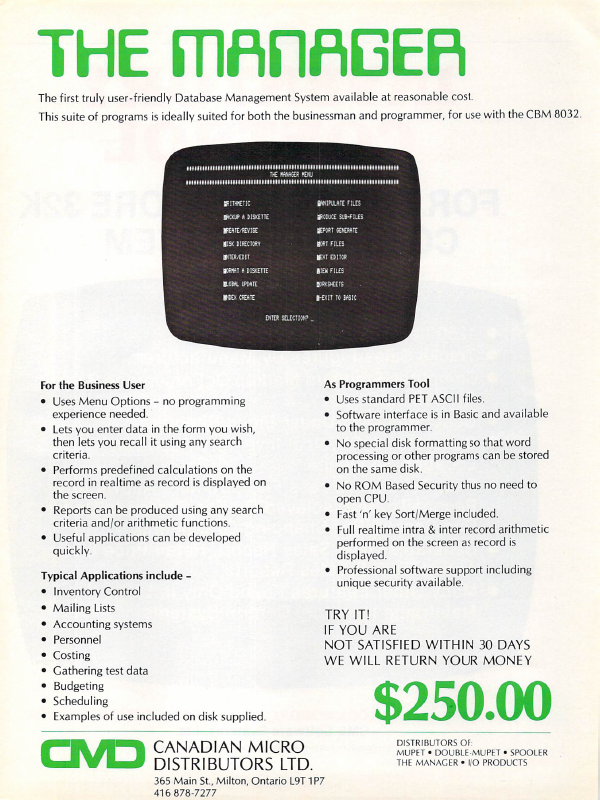 THE MANAGER
The first truly user-friendly Database Management System available at reasonable cost.
This suite of programs is ideally suited for both the businessman and programmer, for use with the CBM 8032.
THE MANAGER MENU
ARITHMETIC
MANIPULATE FILES
BACKUP A DISKETTE
PRODUCE SUB-FILES
CREATE/REVISE
REPORT GENERATE
DISK DIRECTORY
SORT FILES
ENTER/EDIT
TEXT EDITOR
FORMAT A DISKETTE
VIEW FILES
GLOBAL UPDATE
WORKSHEETS
INDEX CREATE
-EXIT TO BASIC
ENTER SELECTION? _
For the Business User
• Uses Menu Options – no programming
experience needed.
• Lets you enter data in the form you wish,
then lets you recall it using any search
criteria.
• Performs predefined calculations on the
record in realtime as record is displayed on
the screen.
• Reports can be produced using any search
criteria and/or arithmetic functions.
• Useful applications can be developed
quickly.
Typical Applications include –
• Inventory Control
• Mailing Lists
• Accounting systems
• Personnel
• Costing
• Gathering test data
• Budgeting
• Scheduling
• Examples of use included on disk supplied.
As Programmers Tool
• Uses standard PET ASCII files.
• Software interface is in Basic and available
to the programmer.
• No special disk formatting so that word
processing or other programs can be stored
on the same disk.
• No ROM Based Security thus no need to
open CPU.
• Fast 'n' key Sort/Merge included.
• Full realtime intra & inter record arithmetic
performed on the screen as record is
displayed.
• Professional software support including
unique security available.
TRY IT!
IF YOU ARE
NOT SATISFIED WITHIN 30 DAYS
WE WILL RETURN YOUR MONEY
$250.00
CMD
CANADIAN MICRO
DISTRIBUTORS LTD.
365 Main St., Milton, Ontario L9T 1P7
416 878-7277
DISTRIBUTORS OF:
MUPET • DOUBLE-MUPET • SPOOLER
THE MANAGER • I/O PRODUCTS